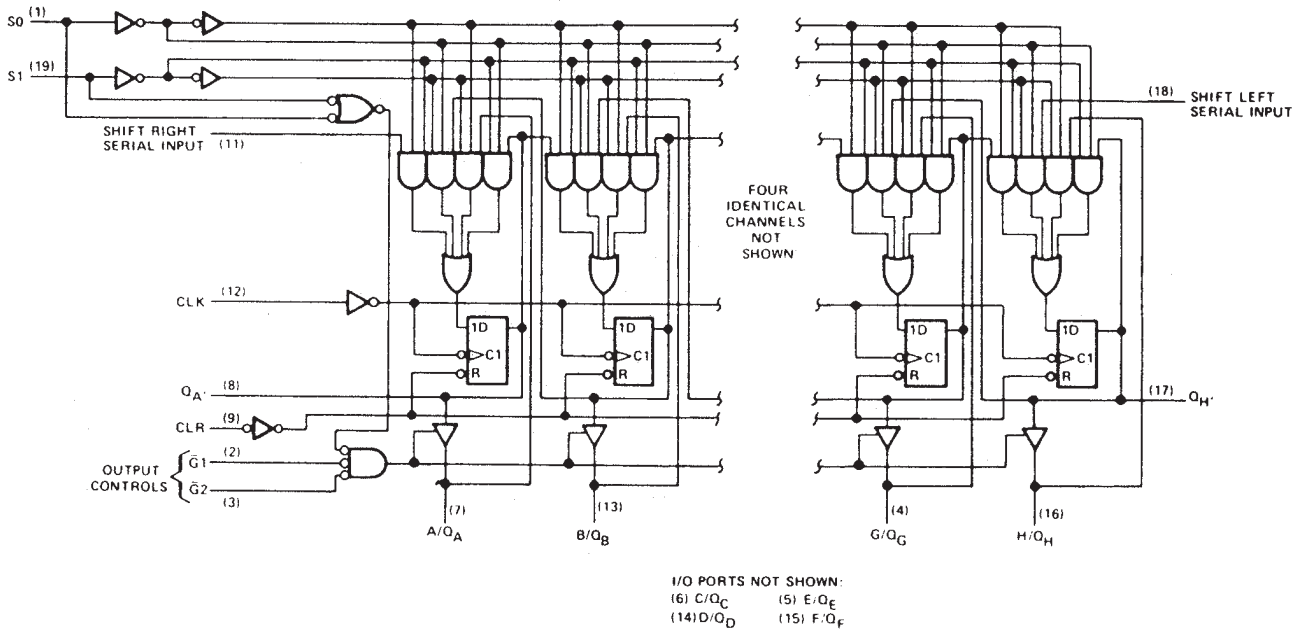 S0 (1)
S1 (19)
(18) SHIFT LEFT
SERIAL INPUT
SHIFT RIGHT
SERIAL INPUT (11)
FOUR
IDENTICAL
CHANNELS
NOT
SHOWN
CLK (12)
1D
C1
R
1D
C1
R
1D
C1
R
1D
C1
R
QA' (8)
(17) QH'
CLR (9)
OUTPUT
CONTROLS
G̅1 (2)
G̅2
(3)
(7)
A/QA
(13)
B/QB
(4)
G/QG
(16)
H/QH
I/O PORTS NOT SHOWN:
(6) C/QC (5) E/QE
(14) D/QD (15) F/QF